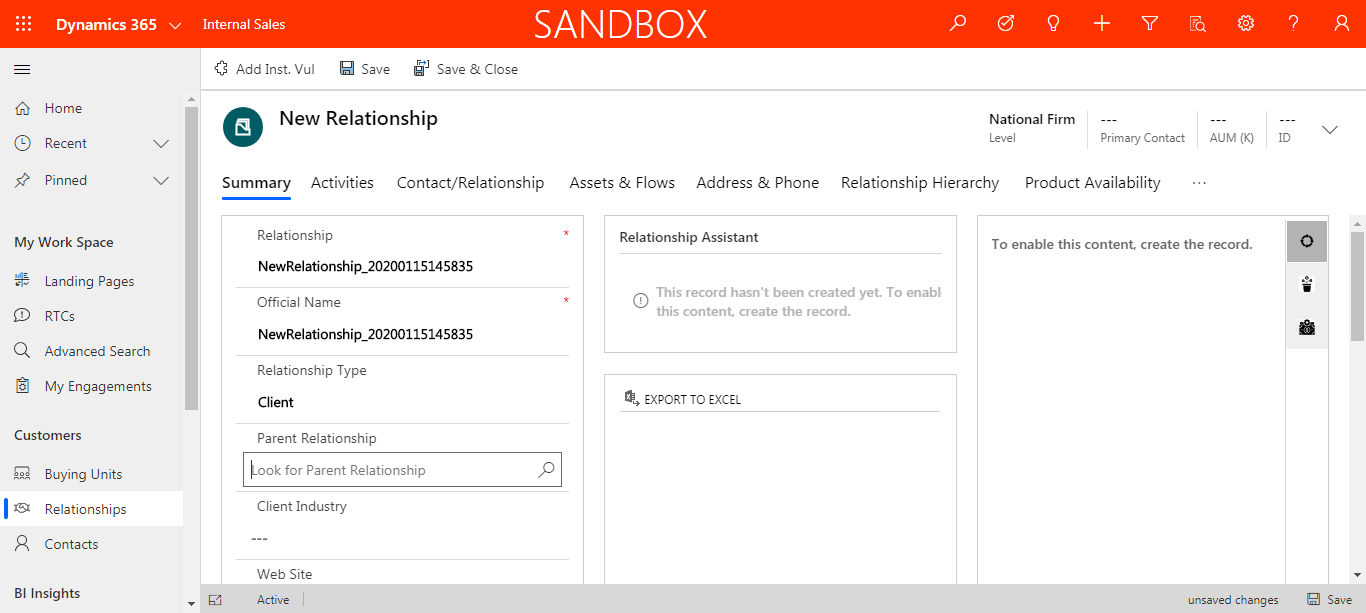 Dynamics 365
Internal Sales
SANDBOX
Add Inst. Vul
Save
Save & Close
Home
Recent
Pinned
My Work Space
Landing Pages
RTCs
Advanced Search
My Engagements
Customers
Buying Units
Relationships
Contacts
BI Insights
New Relationship
National Firm
Level
---
Primary Contact
---
AUM (K)
---
ID
Summary
Activities
Contact/Relationship
Assets & Flows
Address & Phone
Relationship Hierarchy
Product Availability
...
Relationship *
NewRelationship_20200115145835
Official Name *
NewRelationship_20200115145835
Relationship Type
Client
Parent Relationship
Look for Parent Relationship
Client Industry
---
Web Site
Relationship Assistant
This record hasn't been created yet. To enabl
this content, create the record.
EXPORT TO EXCEL
To enable this content, create the record.
Active
unsaved changes
Save